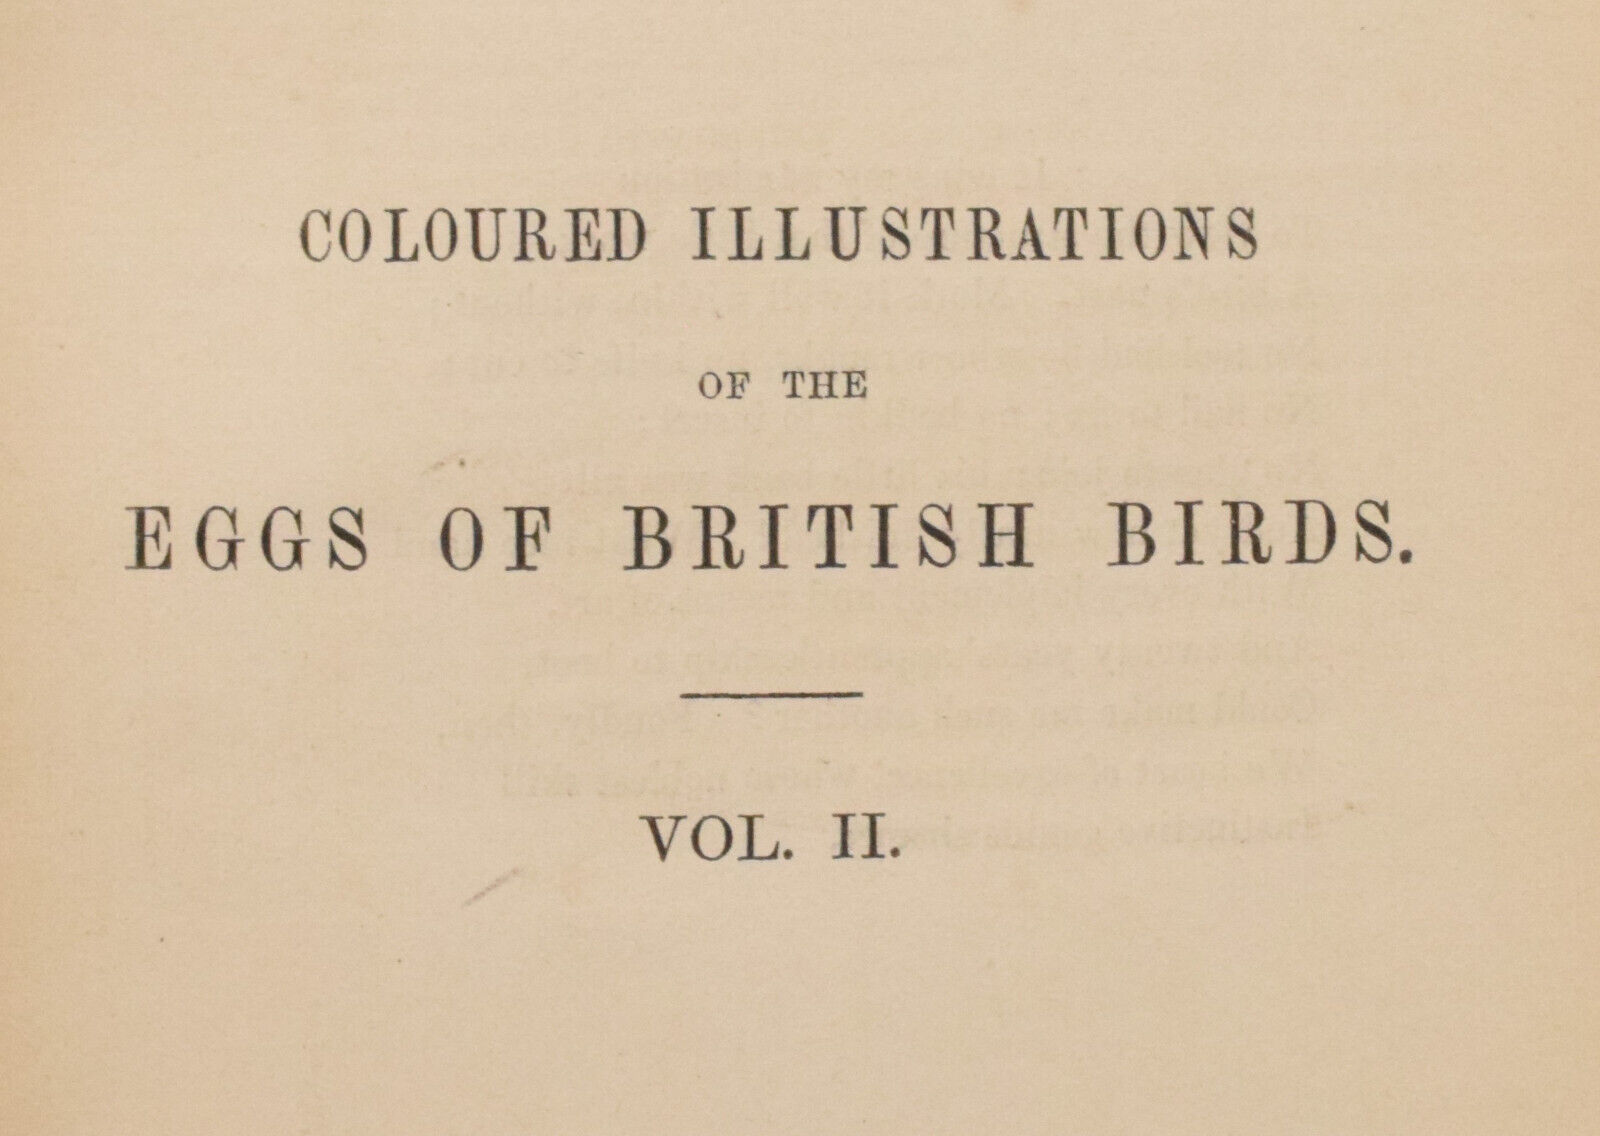 COLOURED ILLUSTRATIONS
OF THE
EGGS OF BRITISH BIRDS.
VOL. II.